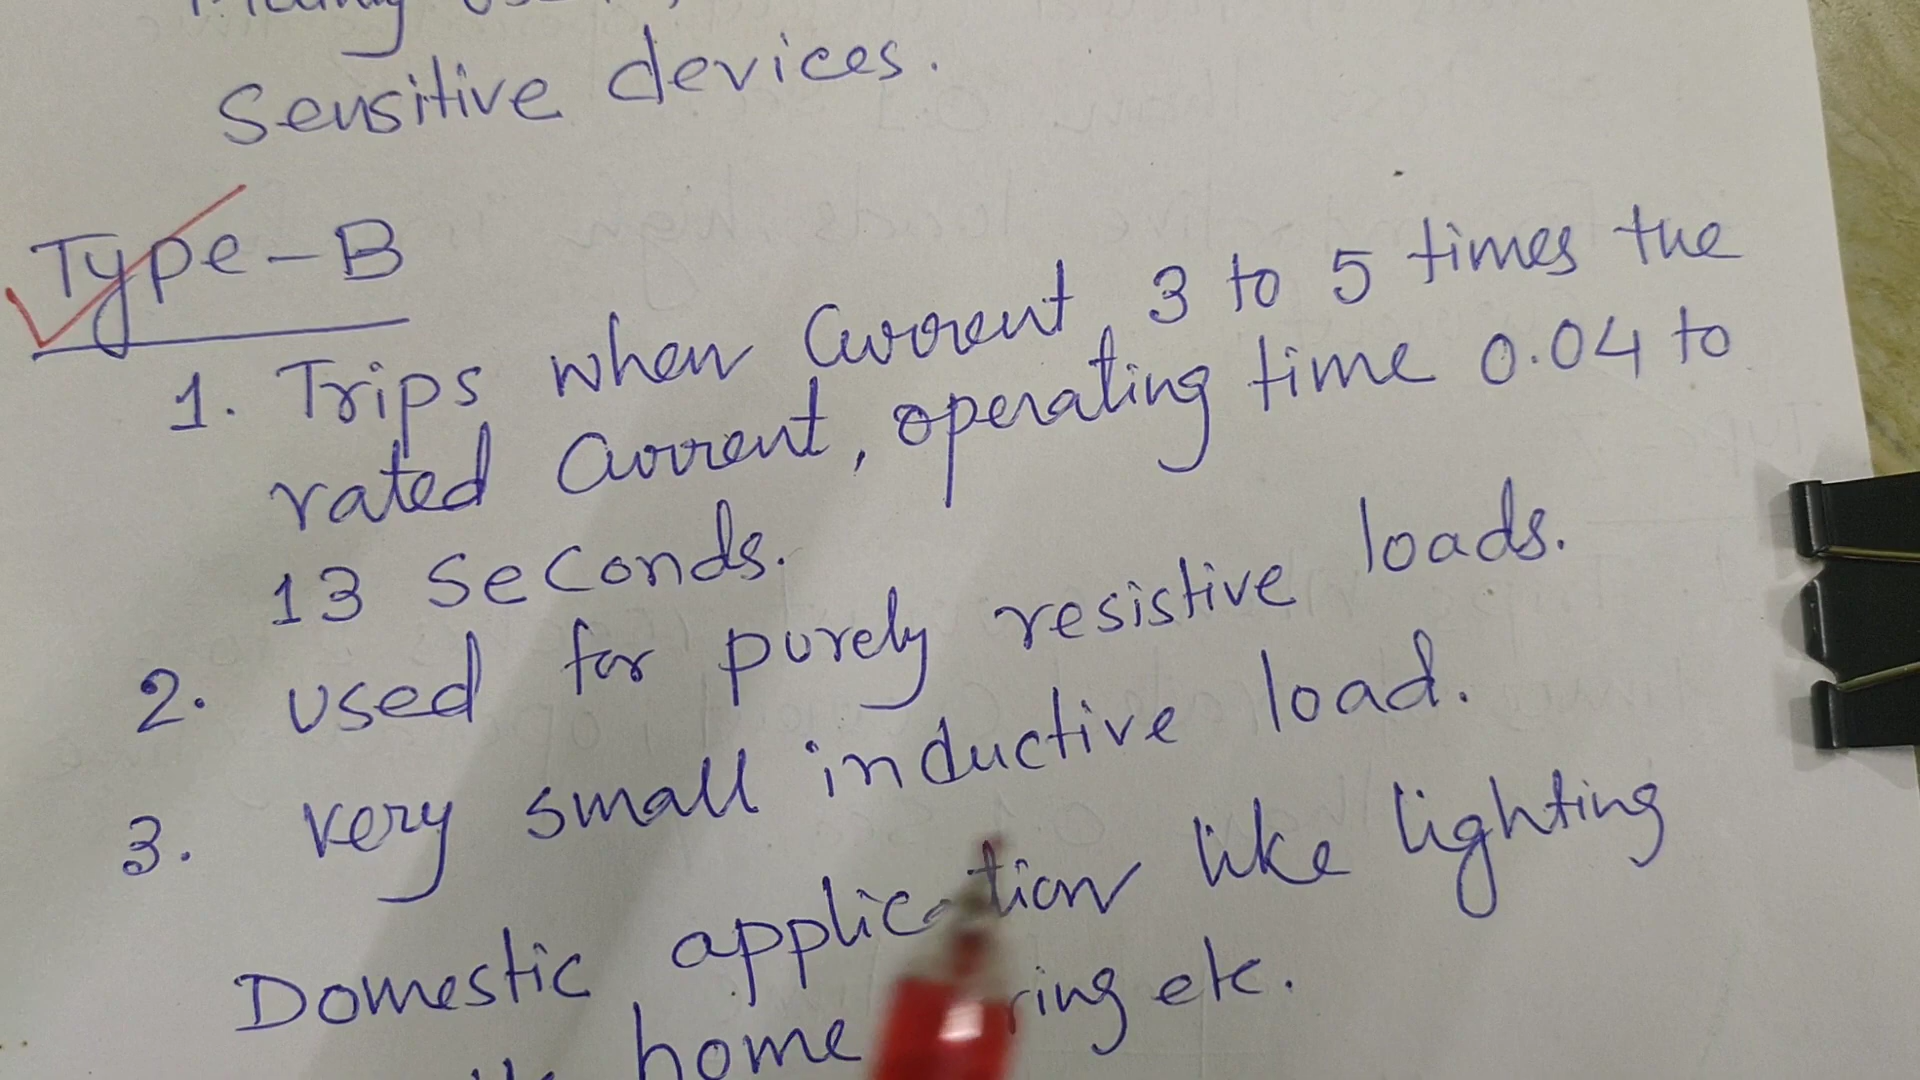 Sensitive devices.
Type-B
1. Trips when Current, 3 to 5 times the
rated Current, operating time 0.04 to
13 Seconds.
2. used for purely resistive loads.
3. Very small inductive load.
Domestic application like lighting
home etc.